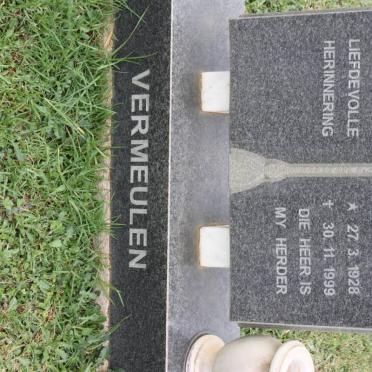 LIEFDEVOLLE
HERINNERING
★ 27. 3. 1928
✝ 30. 11. 1999
DIE HEER IS
MY HERDER
VERMEULEN